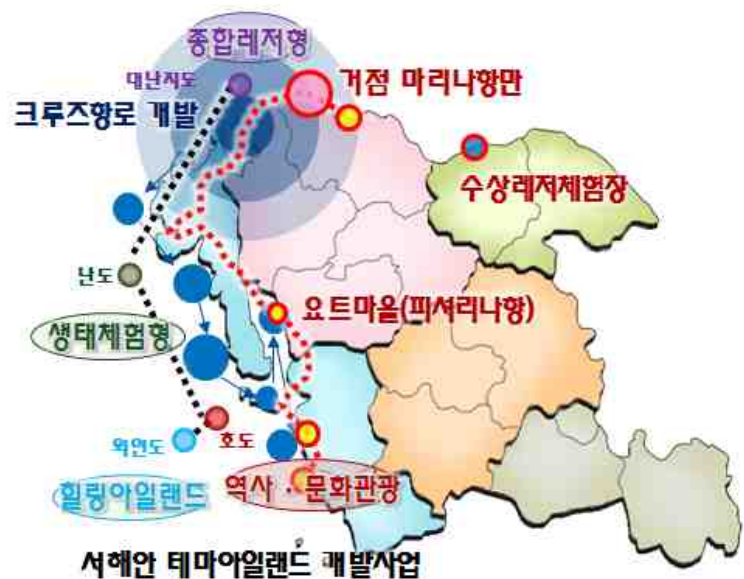 종합레저형
대난지도
거점 마리나항만
크루즈항로 개발
수상레저체험장
난도
요트마을(피셔리나항)
생태체험형
외연도
호도
힐링아일랜드
역사·문화관광
서해안 테마아일랜드 개발사업